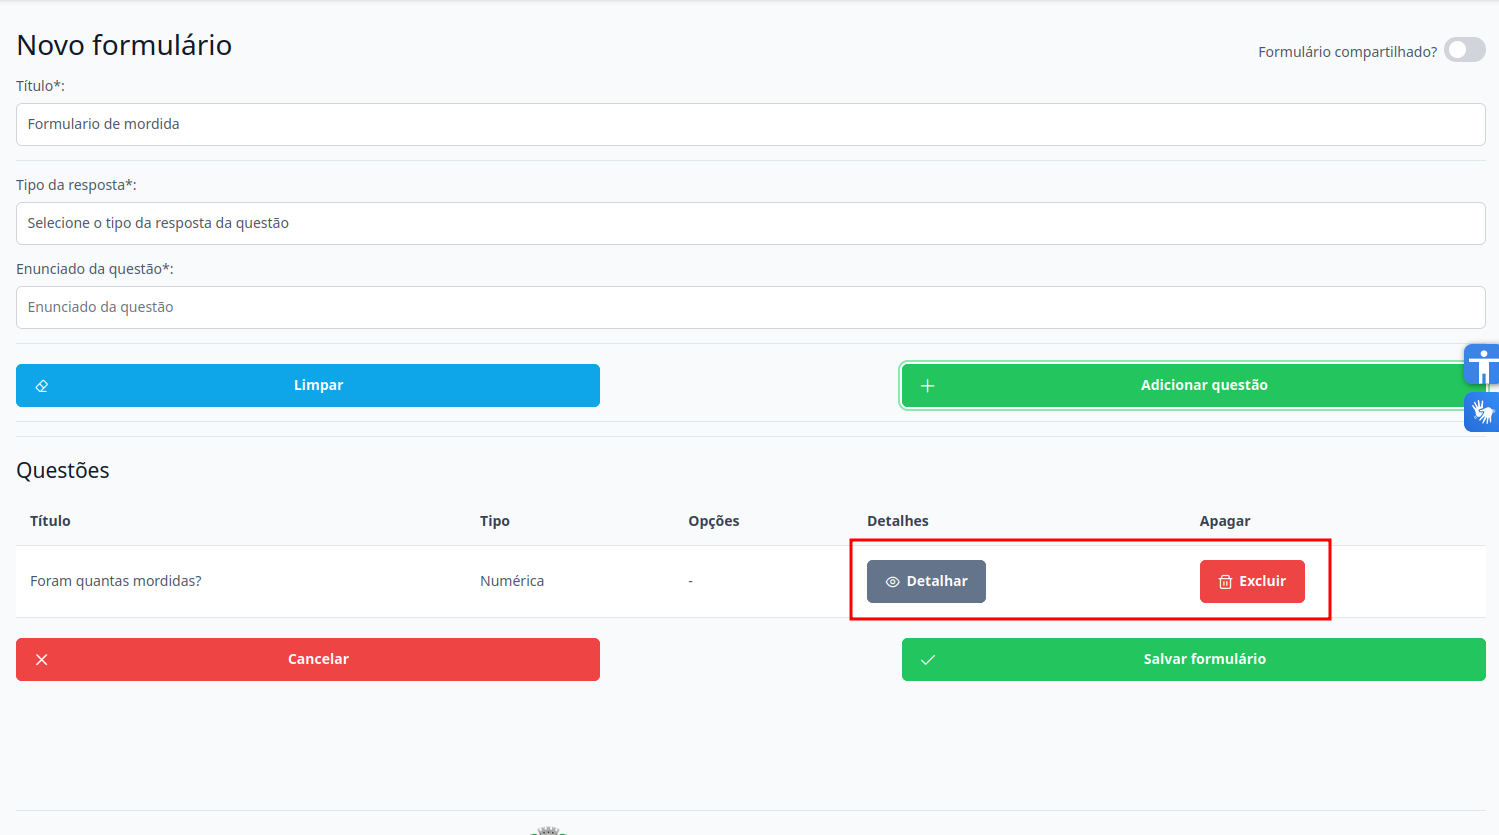 Novo formulário
Formulário compartilhado?
Título*:
Formulario de mordida
Tipo da resposta*:
Selecione o tipo da resposta da questão
Enunciado da questão*:
Enunciado da questão
Limpar
Adicionar questão
Questões
Título Tipo Opções Detalhes Apagar
Foram quantas mordidas? Numérica - Detalhar Excluir
Cancelar
Salvar formulário